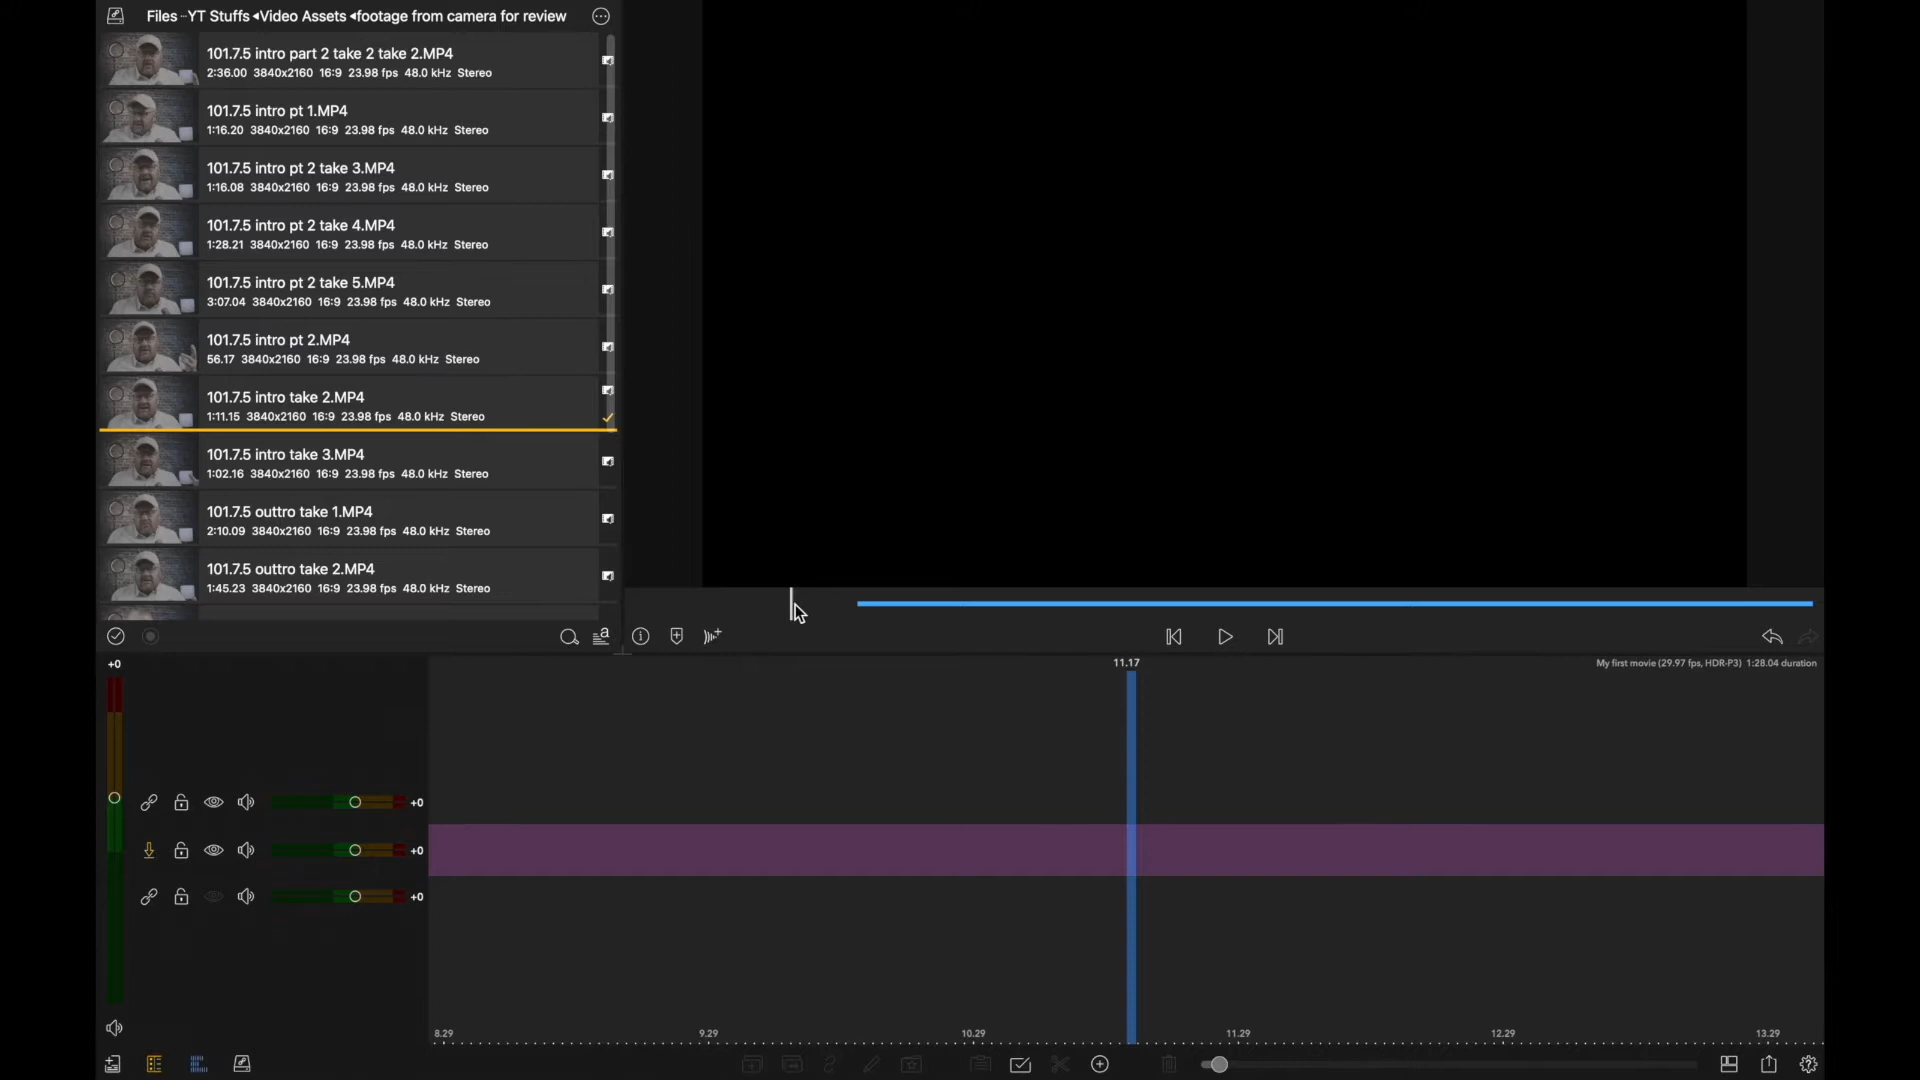 Files ··YT Stuffs ◂Video Assets ◂footage from camera for review
101.7.5 intro part 2 take 2 take 2.MP4
2:36.00 3840x2160 16:9 23.98 fps 48.0 kHz Stereo
101.7.5 intro pt 1.MP4
1:16.20 3840x2160 16:9 23.98 fps 48.0 kHz Stereo
101.7.5 intro pt 2 take 3.MP4
1:16.08 3840x2160 16:9 23.98 fps 48.0 kHz Stereo
101.7.5 intro pt 2 take 4.MP4
1:28.21 3840x2160 16:9 23.98 fps 48.0 kHz Stereo
101.7.5 intro pt 2 take 5.MP4
3:07.04 3840x2160 16:9 23.98 fps 48.0 kHz Stereo
101.7.5 intro pt 2.MP4
56.17 3840x2160 16:9 23.98 fps 48.0 kHz Stereo
101.7.5 intro take 2.MP4
1:11.15 3840x2160 16:9 23.98 fps 48.0 kHz Stereo
101.7.5 intro take 3.MP4
1:02.16 3840x2160 16:9 23.98 fps 48.0 kHz Stereo
101.7.5 outtro take 1.MP4
2:10.09 3840x2160 16:9 23.98 fps 48.0 kHz Stereo
101.7.5 outtro take 2.MP4
1:45.23 3840x2160 16:9 23.98 fps 48.0 kHz Stereo
+0
11.17
My first movie (29.97 fps, HDR-P3) 1:28.04 duration
+0
+0
+0
8.29 9.29 10.29 11.29 12.29 13.29